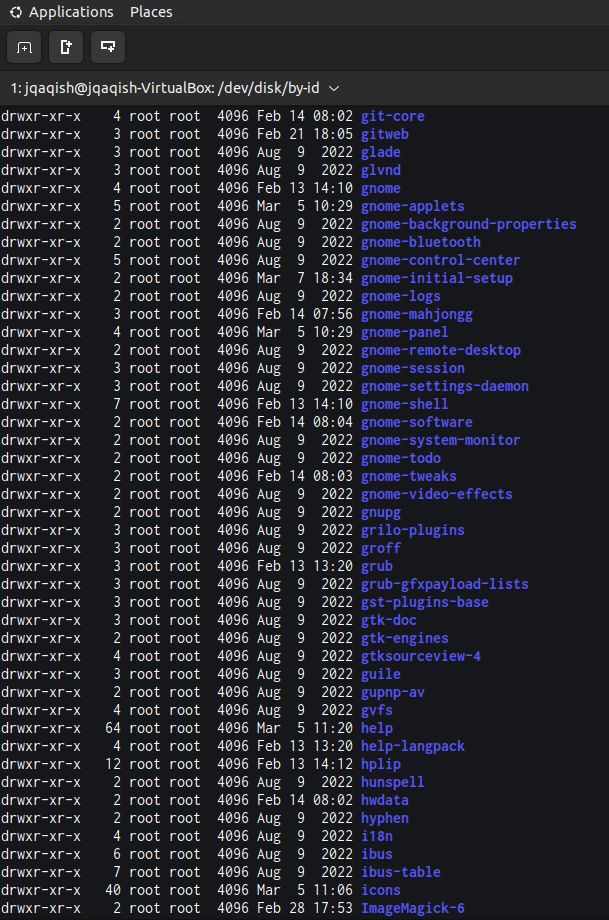 Applications Places
1: jqaqish@jqaqish-VirtualBox: /dev/disk/by-id
drwxr-xr-x 4 root root 4096 Feb 14 08:02 git-core
drwxr-xr-x 3 root root 4096 Feb 21 18:05 gitweb
drwxr-xr-x 3 root root 4096 Aug 9 2022 glade
drwxr-xr-x 3 root root 4096 Aug 9 2022 glvnd
drwxr-xr-x 4 root root 4096 Feb 13 14:10 gnome
drwxr-xr-x 5 root root 4096 Mar 5 10:29 gnome-applets
drwxr-xr-x 2 root root 4096 Aug 9 2022 gnome-background-properties
drwxr-xr-x 2 root root 4096 Aug 9 2022 gnome-bluetooth
drwxr-xr-x 5 root root 4096 Aug 9 2022 gnome-control-center
drwxr-xr-x 2 root root 4096 Mar 7 18:34 gnome-initial-setup
drwxr-xr-x 2 root root 4096 Aug 9 2022 gnome-logs
drwxr-xr-x 3 root root 4096 Feb 14 07:56 gnome-mahjongg
drwxr-xr-x 4 root root 4096 Mar 5 10:29 gnome-panel
drwxr-xr-x 2 root root 4096 Aug 9 2022 gnome-remote-desktop
drwxr-xr-x 3 root root 4096 Aug 9 2022 gnome-session
drwxr-xr-x 3 root root 4096 Aug 9 2022 gnome-settings-daemon
drwxr-xr-x 7 root root 4096 Feb 13 14:10 gnome-shell
drwxr-xr-x 2 root root 4096 Feb 14 08:04 gnome-software
drwxr-xr-x 2 root root 4096 Aug 9 2022 gnome-system-monitor
drwxr-xr-x 2 root root 4096 Aug 9 2022 gnome-todo
drwxr-xr-x 2 root root 4096 Feb 14 08:03 gnome-tweaks
drwxr-xr-x 2 root root 4096 Aug 9 2022 gnome-video-effects
drwxr-xr-x 2 root root 4096 Aug 9 2022 gnupg
drwxr-xr-x 3 root root 4096 Aug 9 2022 grilo-plugins
drwxr-xr-x 3 root root 4096 Aug 9 2022 groff
drwxr-xr-x 3 root root 4096 Feb 13 13:20 grub
drwxr-xr-x 3 root root 4096 Aug 9 2022 grub-gfxpayload-lists
drwxr-xr-x 3 root root 4096 Aug 9 2022 gst-plugins-base
drwxr-xr-x 3 root root 4096 Aug 9 2022 gtk-doc
drwxr-xr-x 2 root root 4096 Aug 9 2022 gtk-engines
drwxr-xr-x 4 root root 4096 Aug 9 2022 gtksourceview-4
drwxr-xr-x 3 root root 4096 Aug 9 2022 guile
drwxr-xr-x 2 root root 4096 Aug 9 2022 gupnp-av
drwxr-xr-x 4 root root 4096 Aug 9 2022 gvfs
drwxr-xr-x 64 root root 4096 Mar 5 11:20 help
drwxr-xr-x 4 root root 4096 Feb 13 13:20 help-langpack
drwxr-xr-x 12 root root 4096 Feb 13 14:12 hplip
drwxr-xr-x 2 root root 4096 Aug 9 2022 hunspell
drwxr-xr-x 2 root root 4096 Feb 14 08:02 hwdata
drwxr-xr-x 2 root root 4096 Aug 9 2022 hyphen
drwxr-xr-x 4 root root 4096 Aug 9 2022 i18n
drwxr-xr-x 6 root root 4096 Aug 9 2022 ibus
drwxr-xr-x 7 root root 4096 Aug 9 2022 ibus-table
drwxr-xr-x 40 root root 4096 Mar 5 11:06 icons
drwxr-xr-x 2 root root 4096 Feb 28 17:53 ImageMagick-6